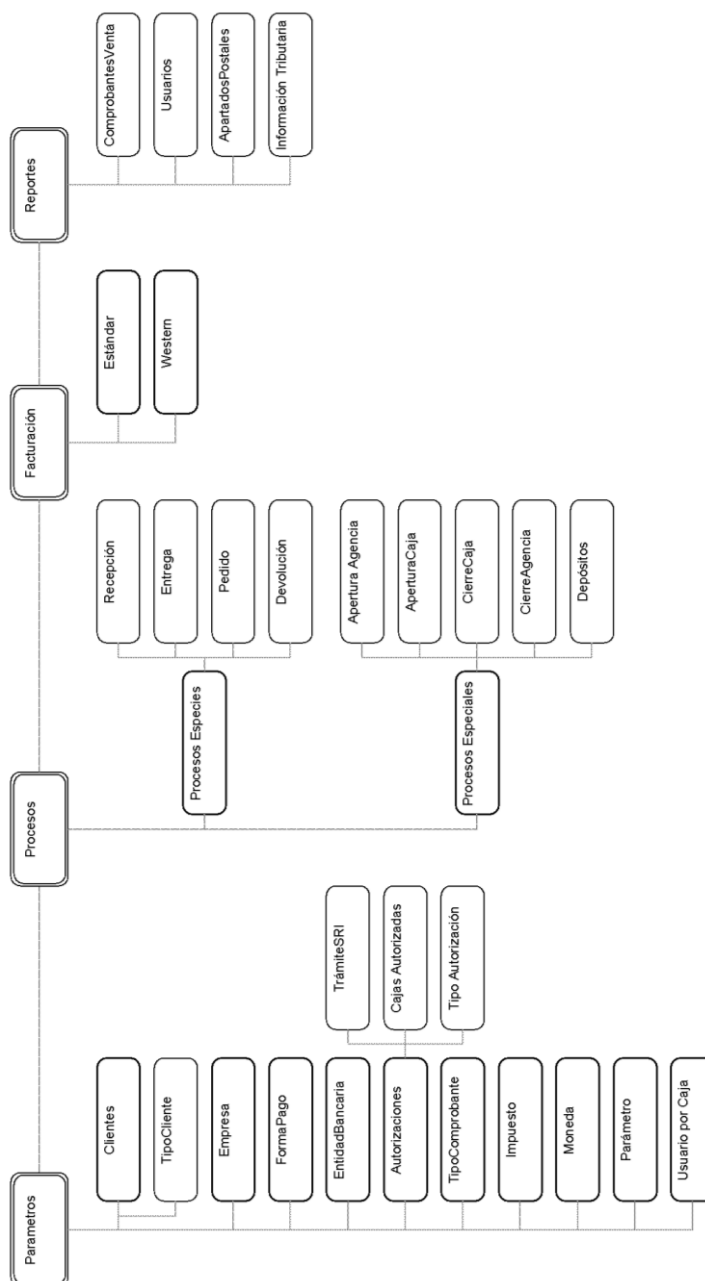 Parametros
Clientes
TipoCliente
Empresa
FormaPago
EntidadBancaria
Autorizaciones
TrámiteSRI
Cajas Autorizadas
Tipo Autorización
TipoComprobante
Impuesto
Moneda
Parámetro
Usuario por Caja
Procesos
Procesos Especies
Recepción
Entrega
Pedido
Devolución
Procesos Especiales
Apertura Agencia
AperturaCaja
CierreCaja
CierreAgencia
Depósitos
Facturación
Estándar
Western
Reportes
ComprobantesVenta
Usuarios
ApartadosPostales
Información Tributaria